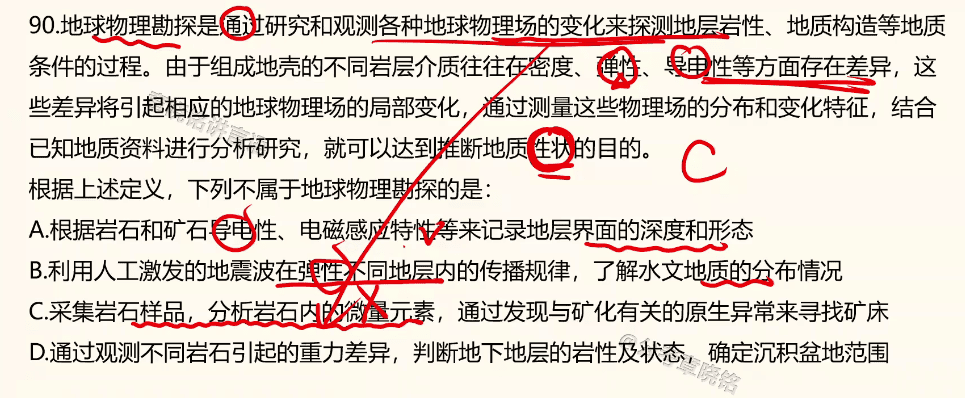 90.地球物理勘探是通过研究和观测各种地球物理场的变化来探测地层岩性、地质构造等地质
条件的过程。由于组成地壳的不同岩层介质往往在密度、弹性、导电性等方面存在差异，这
些差异将引起相应的地球物理场的局部变化，通过测量这些物理场的分布和变化特征，结合
已知地质资料进行分析研究，就可以达到推断地质性状的目的。
C
根据上述定义，下列不属于地球物理勘探的是：
A.根据岩石和矿石导电性、电磁感应特性等来记录地层界面的深度和形态
B.利用人工激发的地震波在弹性不同地层内的传播规律，了解水文地质的分布情况
C.采集岩石样品，分析岩石内的微量元素，通过发现与矿化有关的原生异常来寻找矿床
D.通过观测不同岩石引起的重力差异，判断地下地层的岩性及状态，确定沉积盆地范围
章晓铭